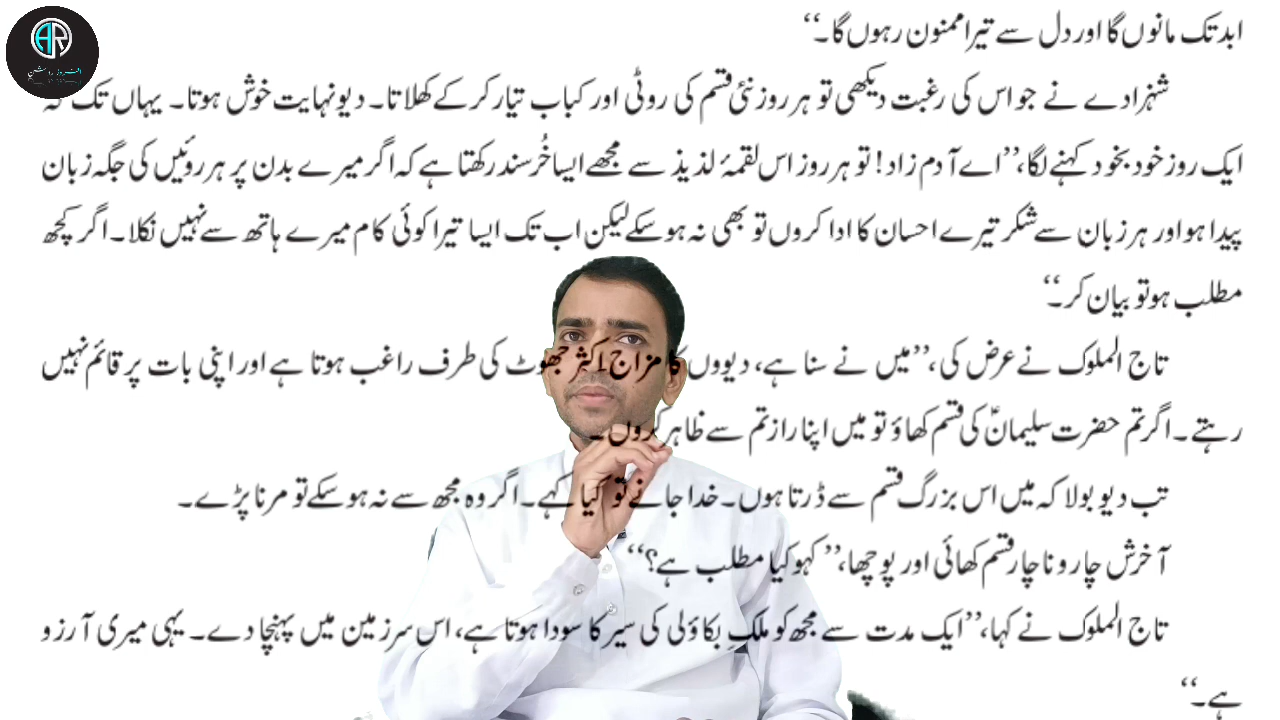 افروز روشن
ابد تک مانوں گا اور دل سے تیرا ممنون رہوں گا۔‘‘
شہزادے نے جو اس کی رغبت دیکھی تو ہر روز نئی قسم کی روٹی اور کباب تیار کر کے کھلاتا۔ دیو نہایت خوش ہوتا۔ یہاں تک کہ
ایک روز خود بخود کہنے لگا، ’’اے آدم زاد! تو ہر روز اس لقمۂ لذیذ سے مجھے ایسا خُرسند رکھتا ہے کہ اگر میرے بدن پر ہر روئیں کی جگہ زبان
پیدا ہو اور ہر زبان سے شکر تیرے احسان کا ادا کروں تو بھی نہ ہو سکے لیکن اب تک ایسا تیرا کوئی کام میرے ہاتھ سے نہیں نکلا۔ اگر کچھ
مطلب ہو تو بیان کر۔‘‘
تاج الملوک نے عرض کی، ’’میں نے سنا ہے، دیووں کا مزاج اکثر جھوٹ کی طرف راغب ہوتا ہے اور اپنی بات پر قائم نہیں
رہتے۔ اگر تم حضرت سلیمانؑ کی قسم کھاؤ تو میں اپنا راز تم سے ظاہر کروں۔
تب دیو بولا کہ میں اس بزرگ قسم سے ڈرتا ہوں۔ خدا جانے تو کیا کہے۔ اگر وہ مجھ سے نہ ہو سکے تو مرنا پڑے۔
آخرش چار و ناچار قسم کھائی اور پوچھا، ’’کہو کیا مطلب ہے؟‘‘
تاج الملوک نے کہا، ’’ایک مدت سے مجھ کو ملکِ بکاؤلی کی سیر کا سودا ہوتا ہے، اس سرزمین میں پہنچا دے۔ یہی میری آرزو
ہے۔‘‘